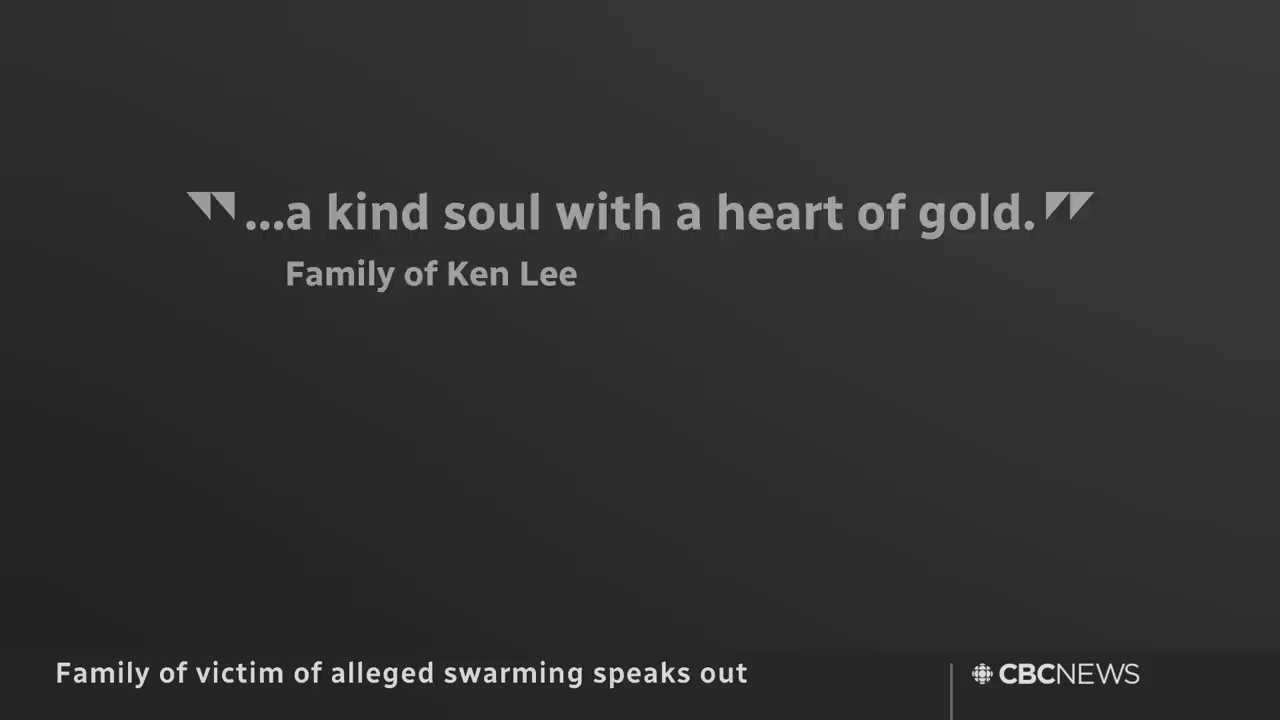 "...a kind soul with a heart of gold."
Family of Ken Lee
Family of victim of alleged swarming speaks out
CBCNEWS